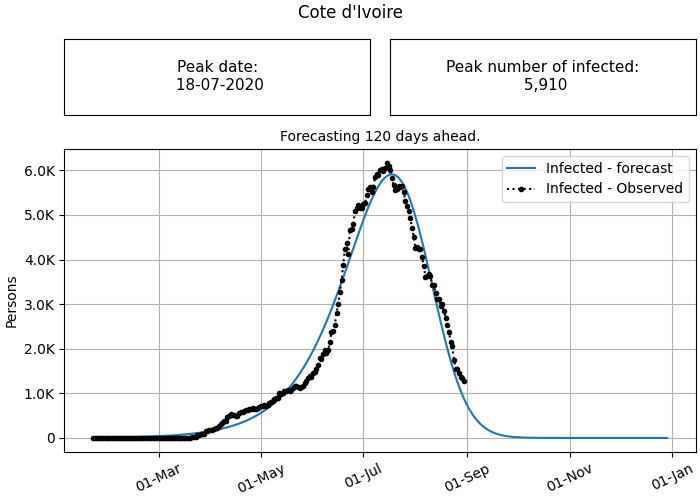 Cote d'Ivoire
Peak date:
18-07-2020
Peak number of infected:
5,910
Forecasting 120 days ahead.
Infected - forecast
Infected - Observed
Persons
6.0K
5.0K
4.0K
3.0K
2.0K
1.0K
0
01-Mar
01-May
01-Jul
01-Sep
01-Nov
01-Jan